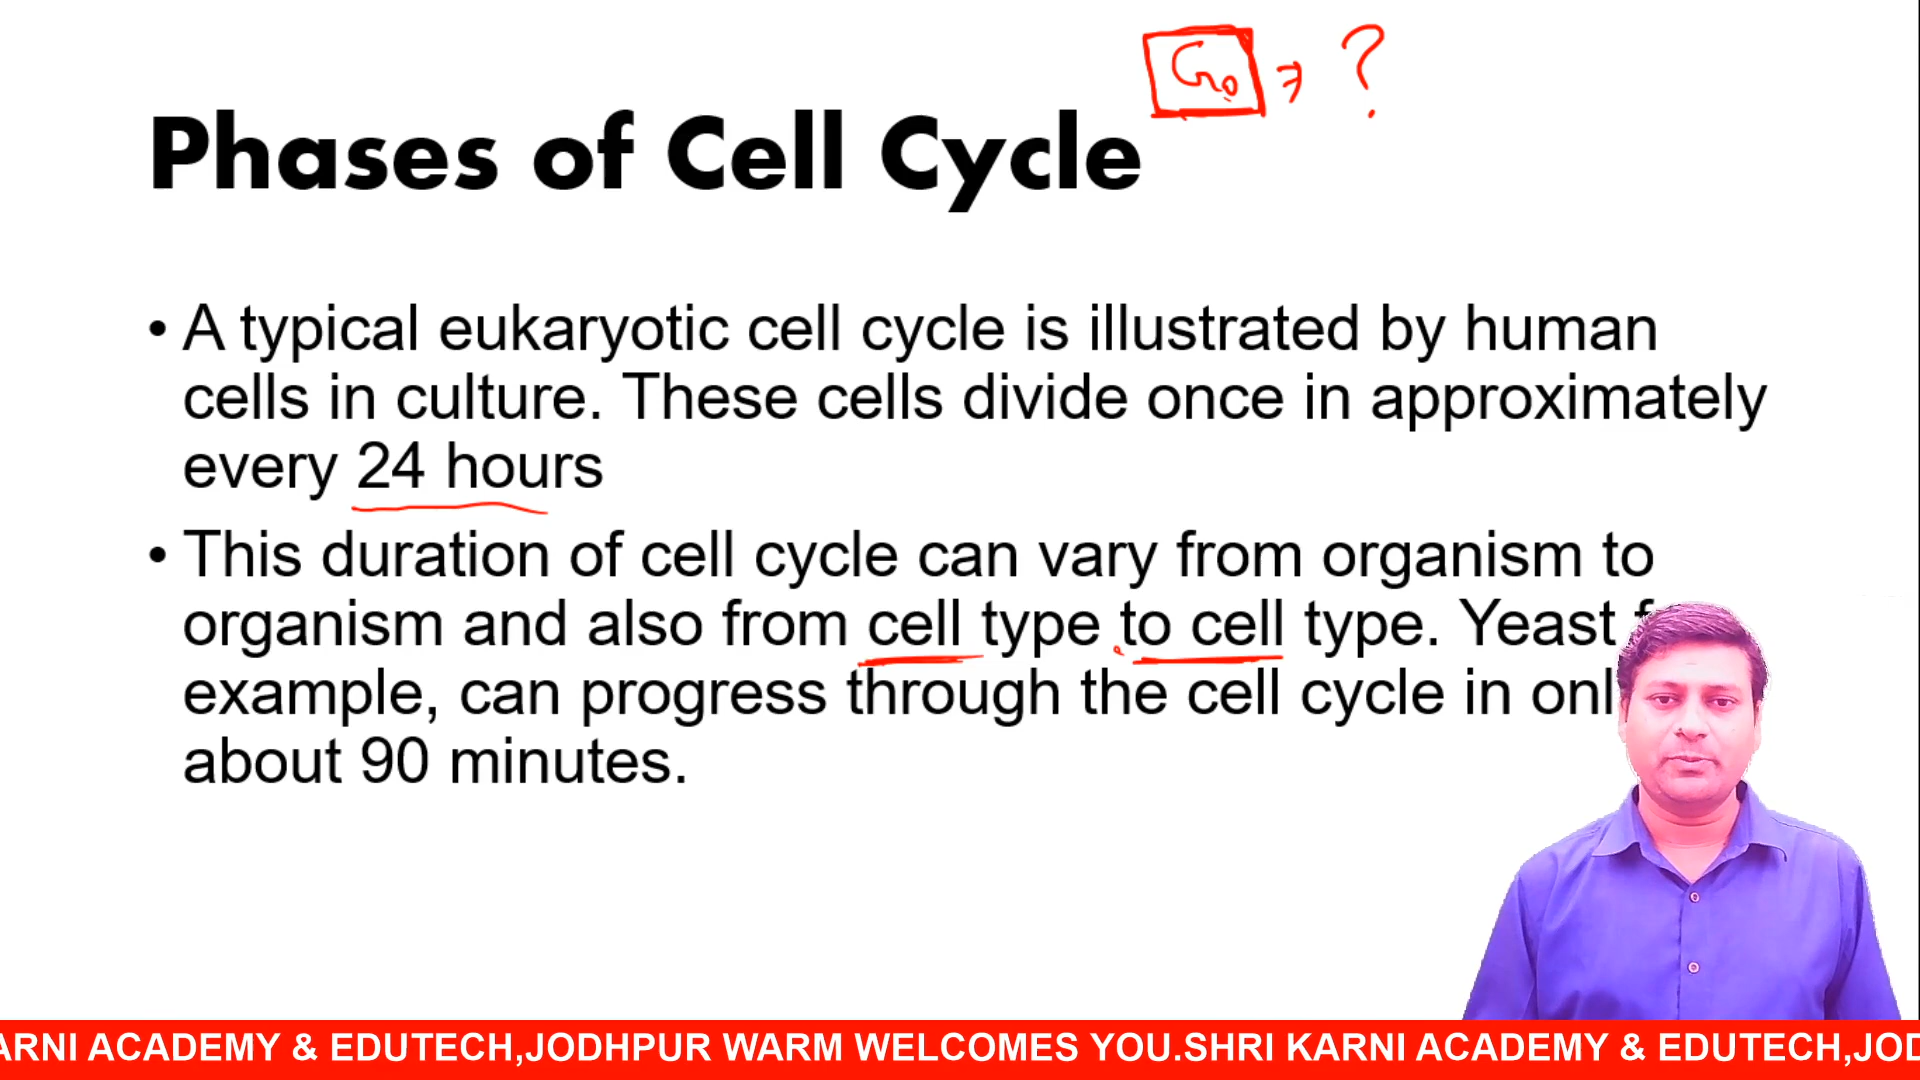 G₀ → ?
Phases of Cell Cycle
• A typical eukaryotic cell cycle is illustrated by human
cells in culture. These cells divide once in approximately
every 24 hours
• This duration of cell cycle can vary from organism to
organism and also from cell type to cell type. Yeast
example, can progress through the cell cycle in onl
about 90 minutes.
ARNI ACADEMY & EDUTECH,JODHPUR WARM WELCOMES YOU.SHRI KARNI ACADEMY & EDUTECH,JOD